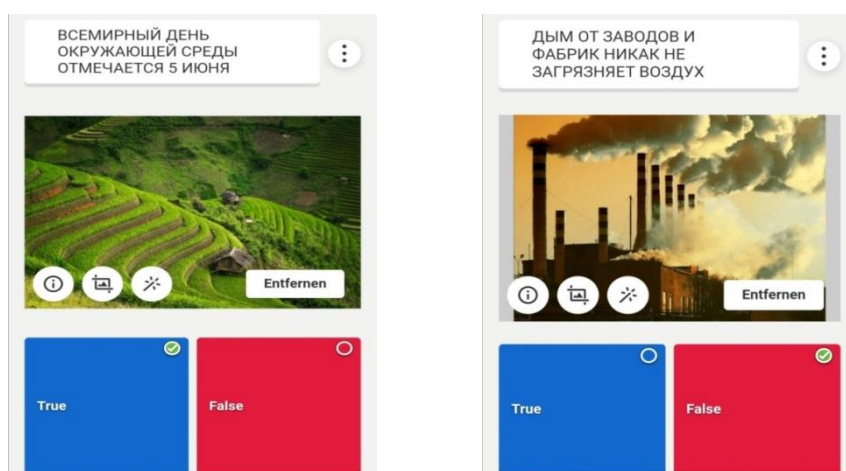 ВСЕМИРНЫЙ ДЕНЬ
ОКРУЖАЮЩЕЙ СРЕДЫ
ОТМЕЧАЕТСЯ 5 ИЮНЯ
Entfernen
True
False
ДЫМ ОТ ЗАВОДОВ И
ФАБРИК НИКАК НЕ
ЗАГРЯЗНЯЕТ ВОЗДУХ
Entfernen
True
False